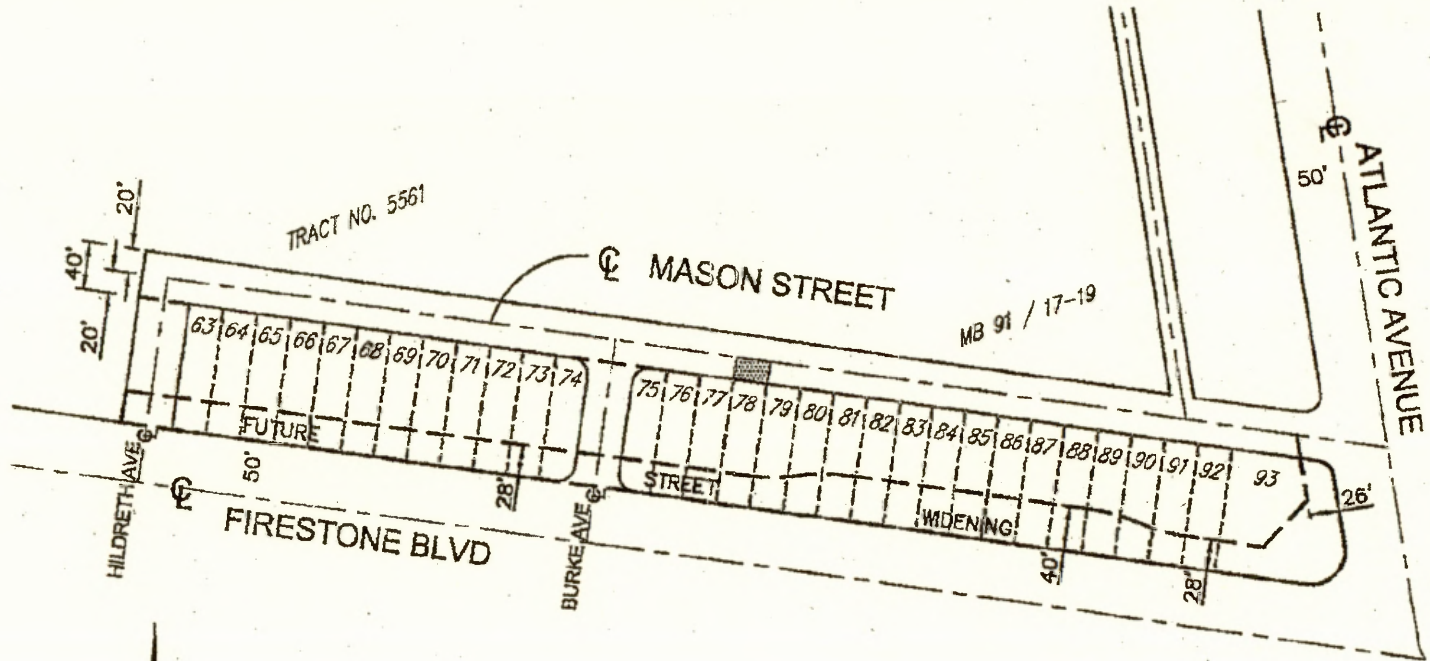 TRACT NO. 5561
20'
40'
20'
℄ MASON STREET
MB 91 / 17-19
50'
℄ ATLANTIC AVENUE
63 64 65 66 67 68 69 70 71 72 73 74
75 76 77 78 79 80 81 82 83 84 85 86 87 88 89 90 91 92 93
FUTURE
STREET
WIDENING
50'
28'
40'
28'
26'
HILDRETH AVE ℄
℄ FIRESTONE BLVD
BURKE AVE ℄